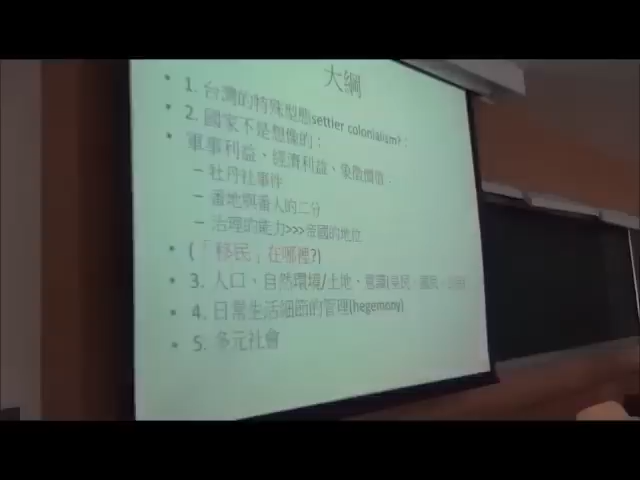 大綱
• 1. 台灣的特殊型態settler colonialism?:
• 2. 國家不是想像的:
• 軍事利益、經濟利益、象徵價值.
– 牡丹社事件
– 番地與番人的二分
– 治理的能力>>>帝國的地位
• (「移民」在哪裡?)
• 3. 人口、自然環境/土地、意識(
• 4. 日常生活細節的管理(hegemony)
• 5. 多元社會